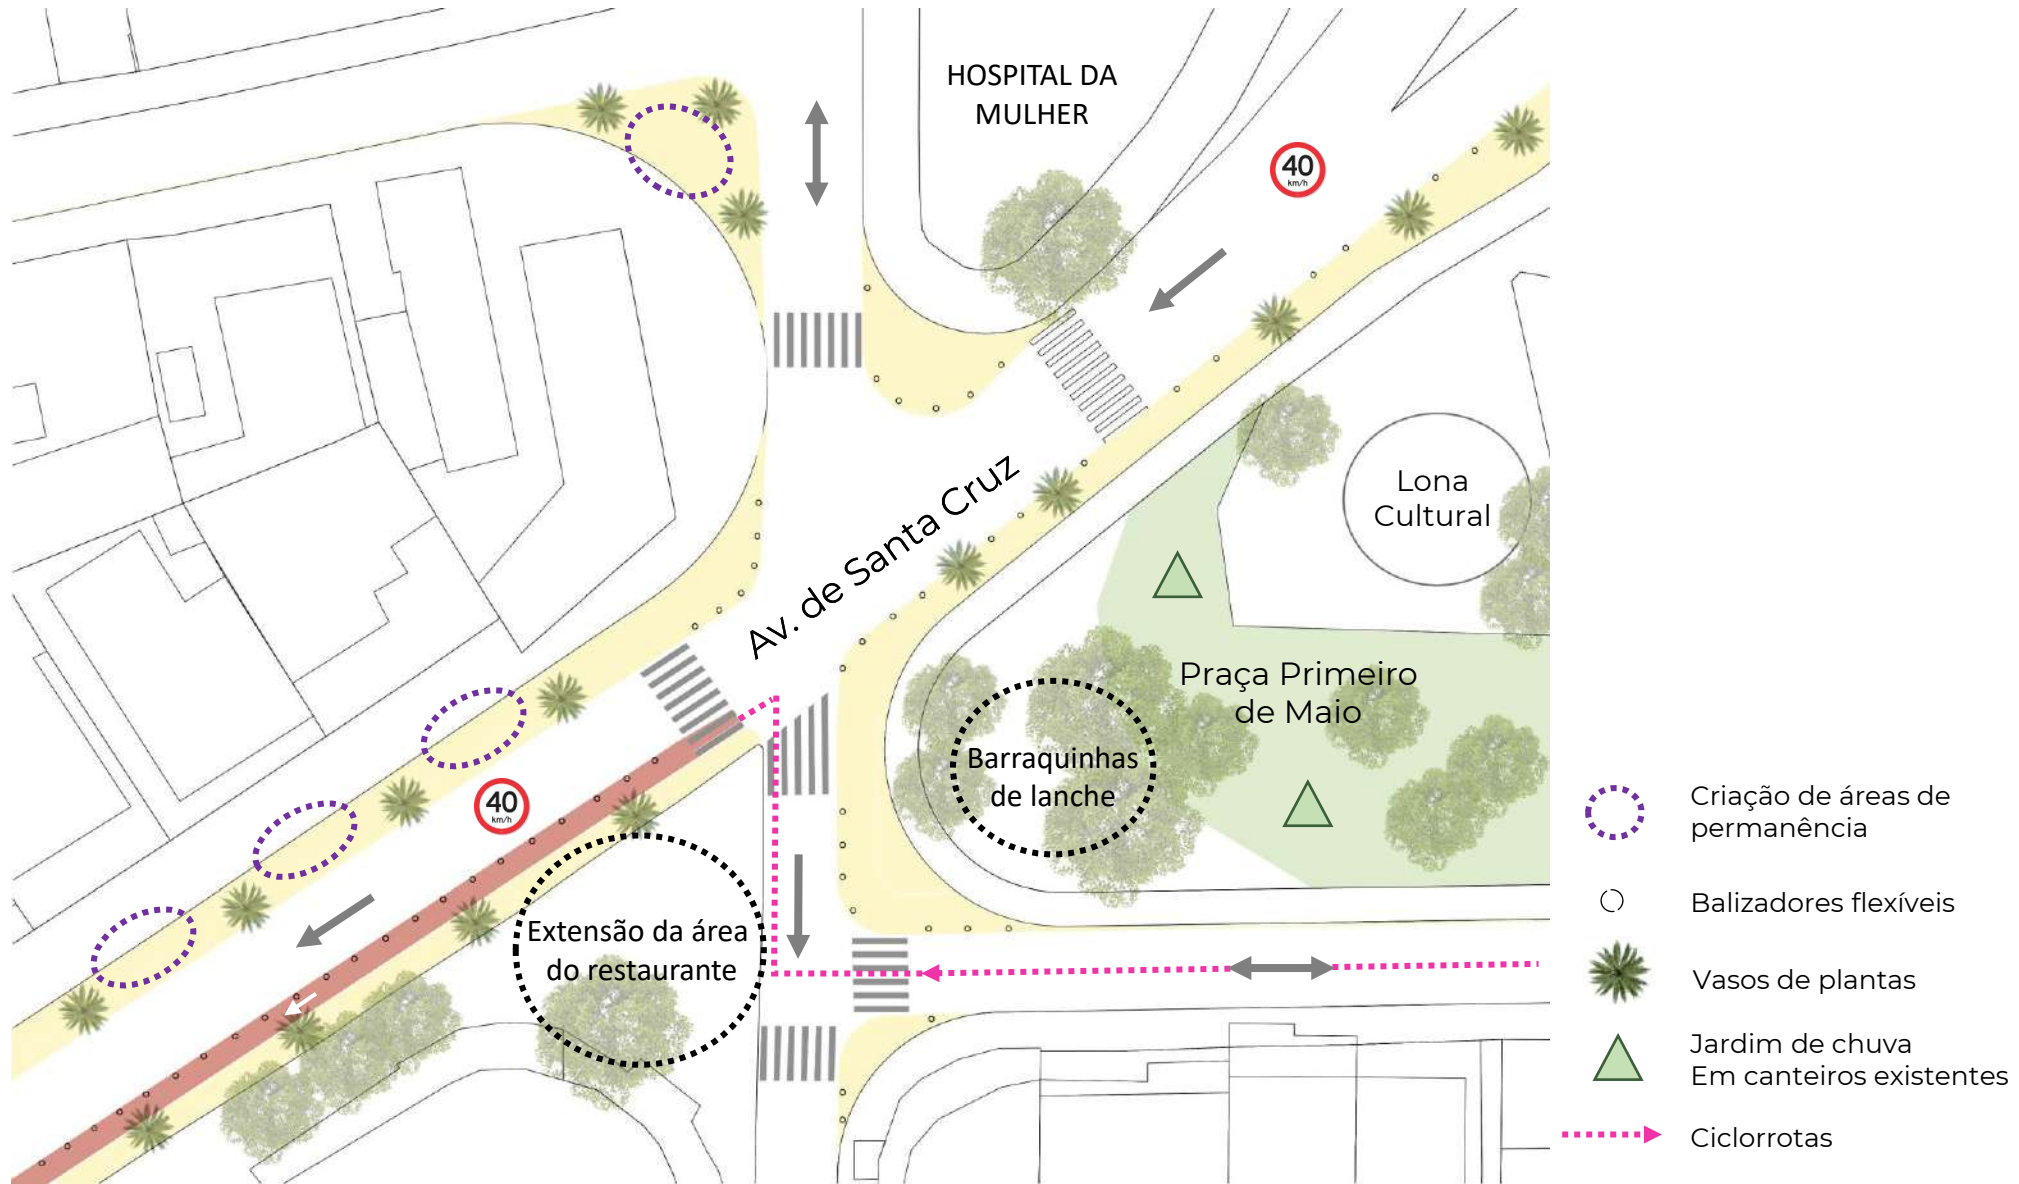 HOSPITAL DA
MULHER
40
km/h
Av. de Santa Cruz
Lona
Cultural
Praça Primeiro
de Maio
Barraquinhas
de lanche
40
km/h
Extensão da área
do restaurante
Criação de áreas de
permanência
Balizadores flexíveis
Vasos de plantas
Jardim de chuva
Em canteiros existentes
Ciclorrotas